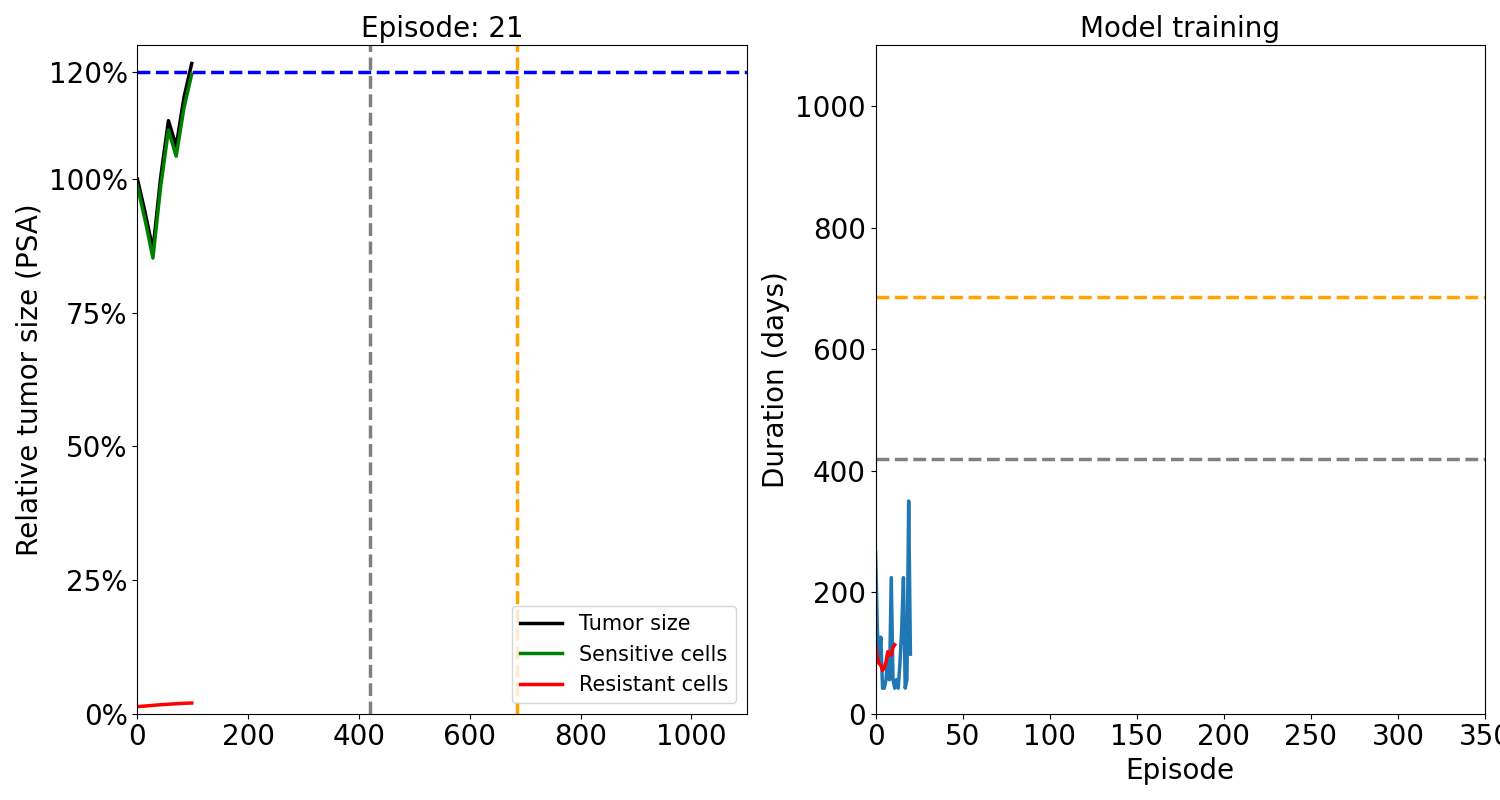 Episode: 21
Relative tumor size (PSA)
120%
100%
75%
50%
25%
0%
0 200 400 600 800 1000
Tumor size
Sensitive cells
Resistant cells
Model training
Duration (days)
1000
800
600
400
200
0
0 50 100 150 200 250 300 350
Episode